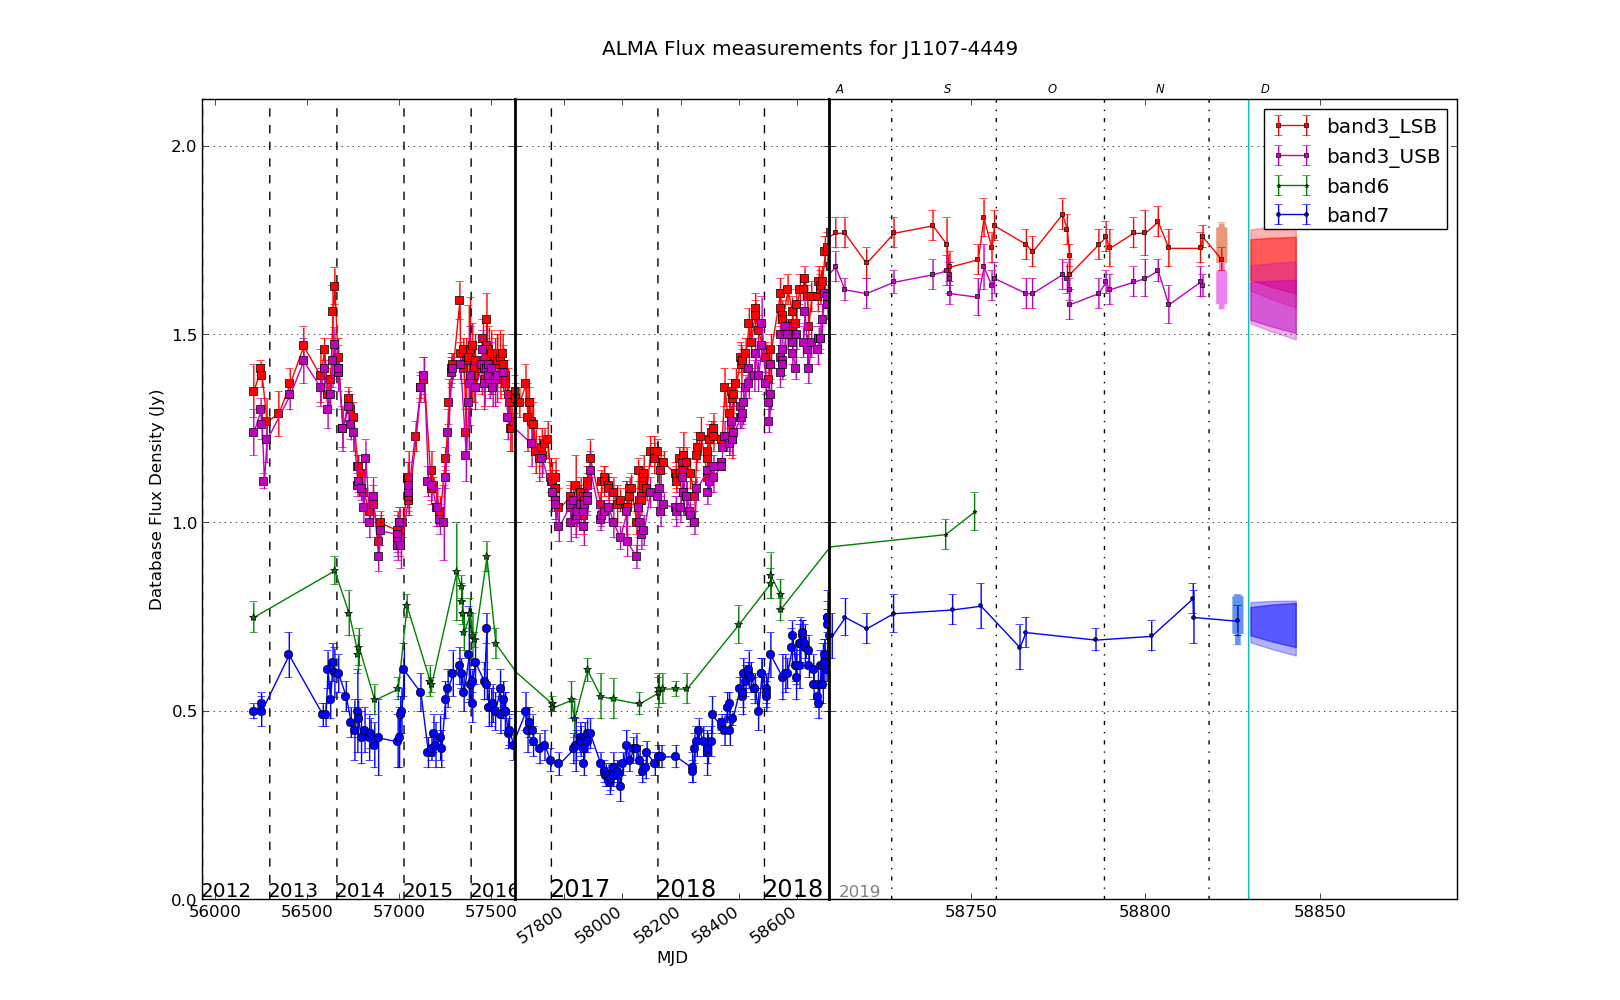 ALMA Flux measurements for J1107-4449
A S O N D
band3_LSB
band3_USB
band6
band7
2.0
1.5
1.0
0.5
0.0
Database Flux Density (Jy)
2012 2013 2014 2015 2016 2017 2018 2018 2019
56000 56500 57000 57500 57800 58000 58200 58400 58600 58750 58800 58850
MJD